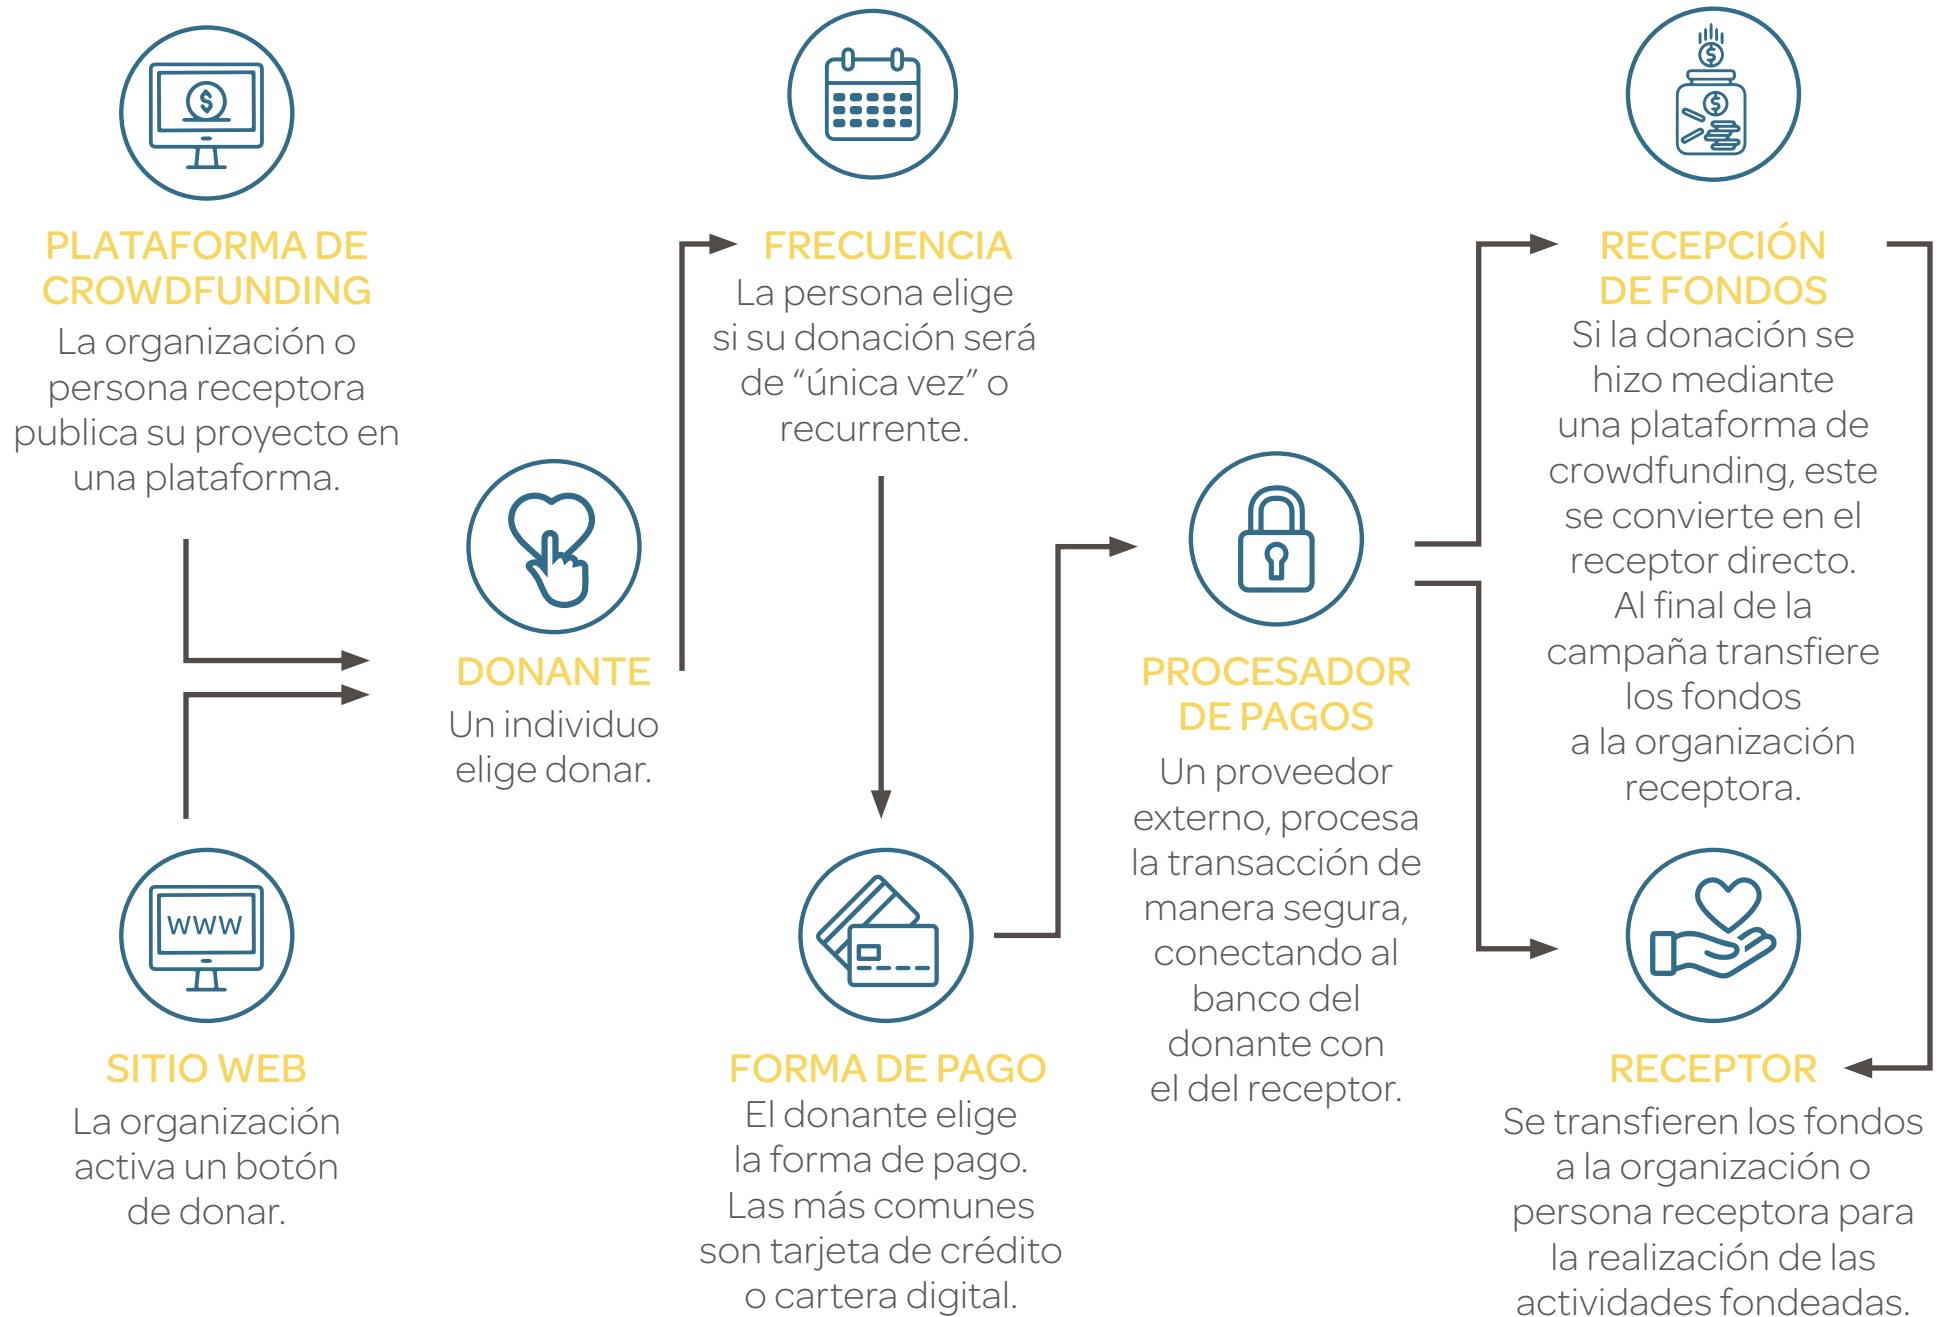 PLATAFORMA DE
CROWDFUNDING
La organización o
persona receptora
publica su proyecto en
una plataforma.
WWW
SITIO WEB
La organización
activa un botón
de donar.
DONANTE
Un individuo
elige donar.
FRECUENCIA
La persona elige
si su donación será
de “única vez” o
recurrente.
FORMA DE PAGO
El donante elige
la forma de pago.
Las más comunes
son tarjeta de crédito
o cartera digital.
PROCESADOR
DE PAGOS
Un proveedor
externo, procesa
la transacción de
manera segura,
conectando al
banco del
donante con
el del receptor.
RECEPCIÓN
DE FONDOS
Si la donación se
hizo mediante
una plataforma de
crowdfunding, este
se convierte en el
receptor directo.
Al final de la
campaña transfiere
los fondos
a la organización
receptora.
RECEPTOR
Se transfieren los fondos
a la organización o
persona receptora para
la realización de las
actividades fondeadas.